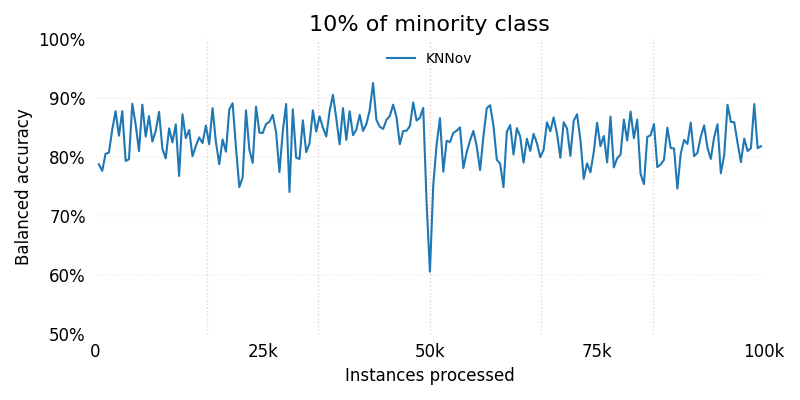 10% of minority class
KNNov
Balanced accuracy
100%
90%
80%
70%
60%
50%
0 25k 50k 75k 100k
Instances processed